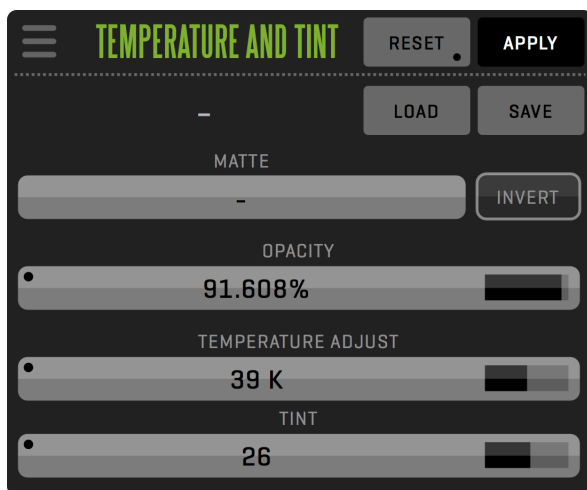 TEMPERATURE AND TINT RESET APPLY
– LOAD SAVE
MATTE
- INVERT
OPACITY
91.608%
TEMPERATURE ADJUST
39 K
TINT
26